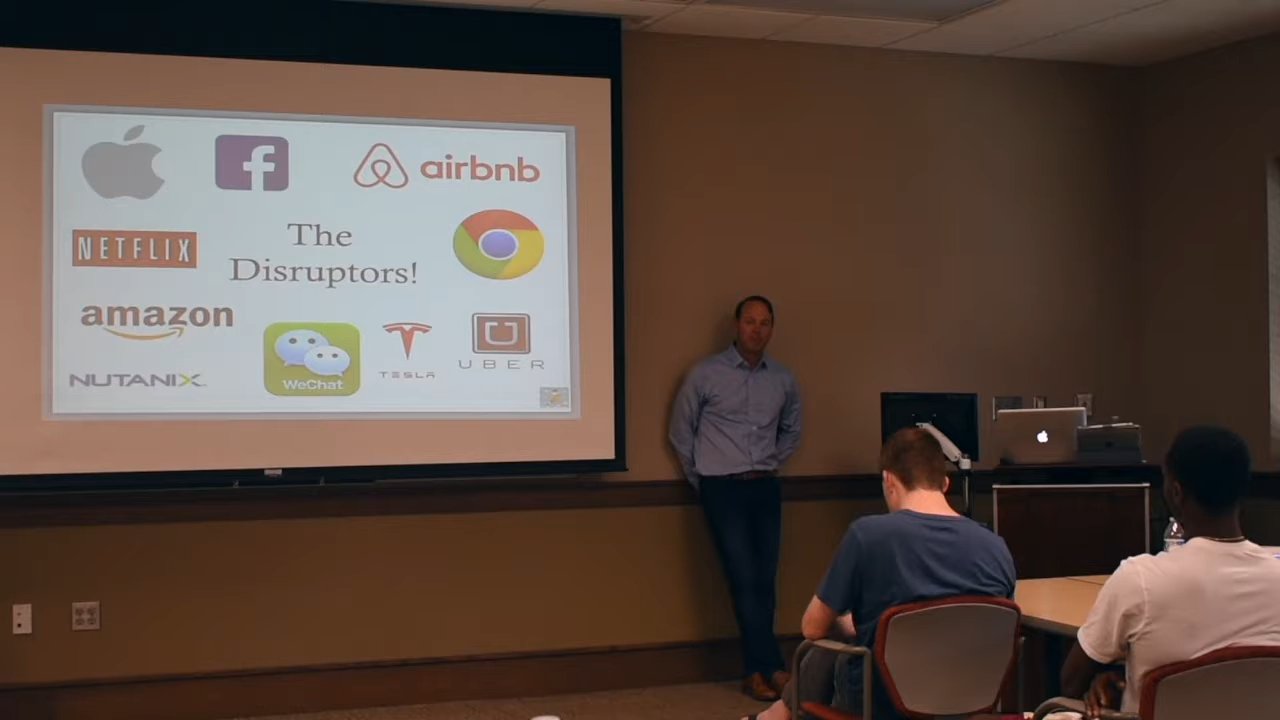 airbnb
NETFLIX
The
Disruptors!
amazon
WeChat
TESLA
UBER
NUTANIX